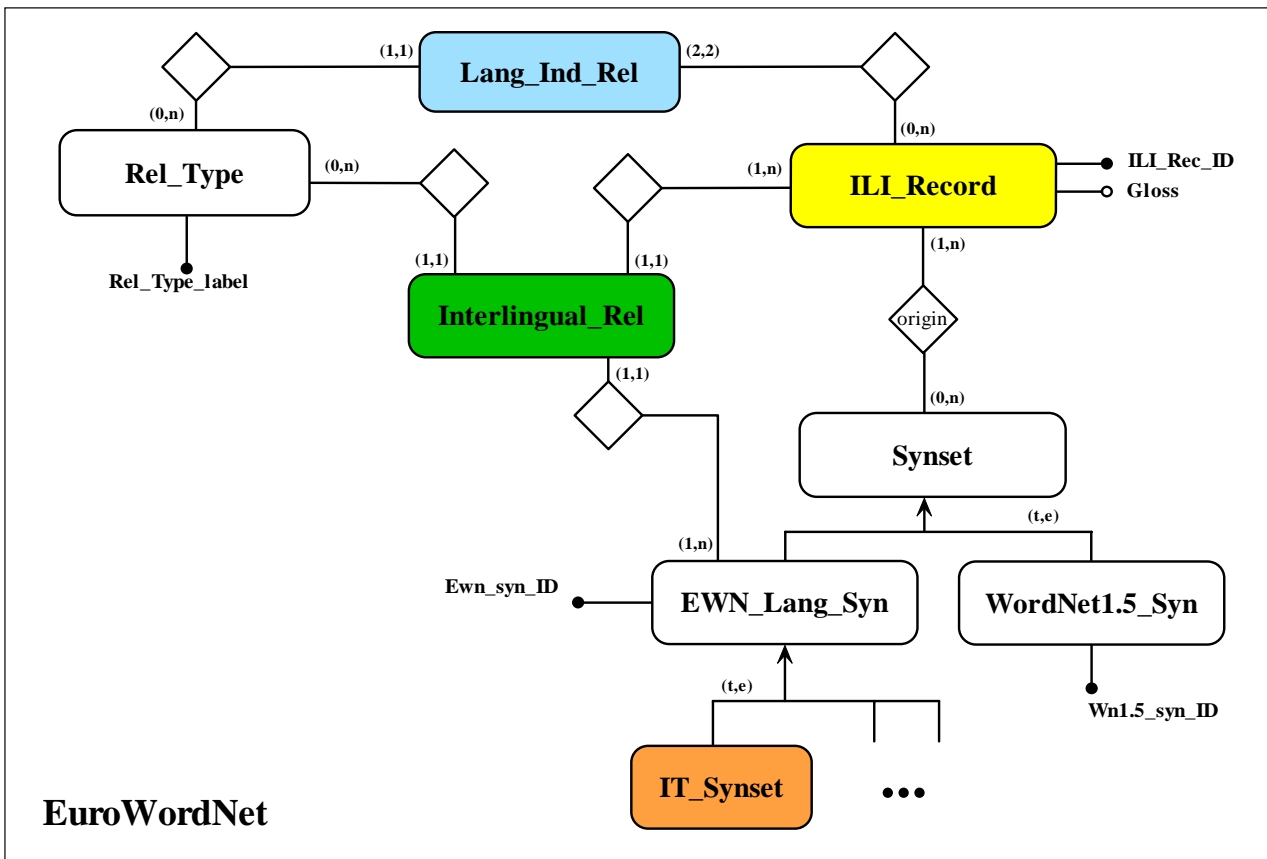 (1,1)
Lang_Ind_Rel
(2,2)
(0,n)
(0,n)
Rel_Type
(0,n)
(1,n)
ILI_Record
ILI_Rec_ID
Gloss
Rel_Type_label
(1,1)
(1,1)
(1,n)
Interlingual_Rel
origin
(1,1)
(0,n)
Synset
(t,e)
(1,n)
Ewn_syn_ID
EWN_Lang_Syn
WordNet1.5_Syn
(t,e)
Wn1.5_syn_ID
IT_Synset
•••
EuroWordNet